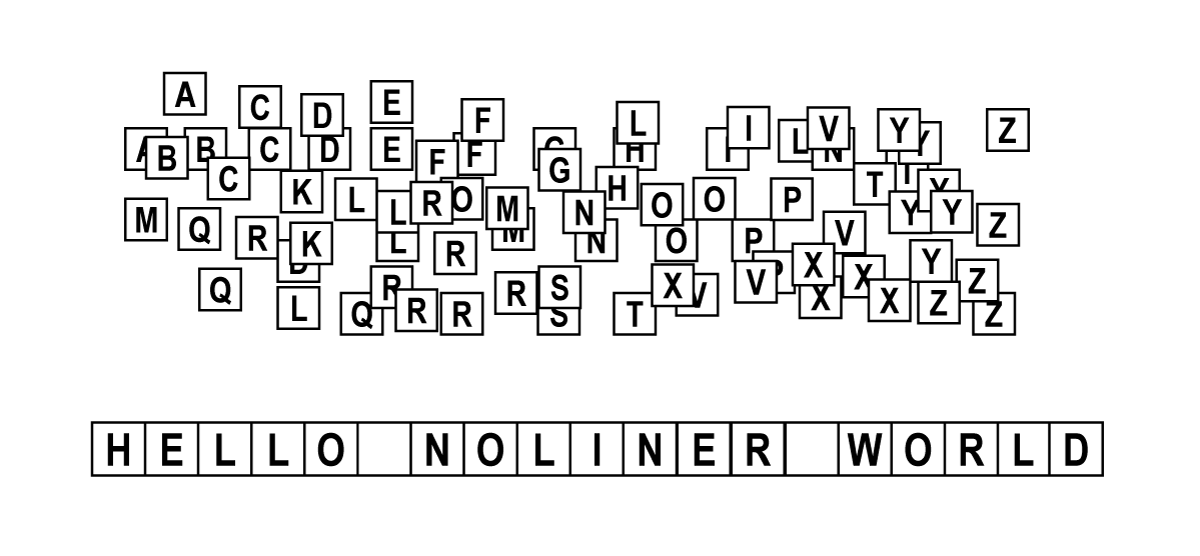 A C D E F L I V Y Z
A B B C D E F F G G H I L N Y
C K L L R O M H O O P T I Y Y Y
M Q R K D L R M N N O P V Z
Q L Q R R R R S S T X V V P X X X X Y Z Z Z
HELLO NOLINER WORLD